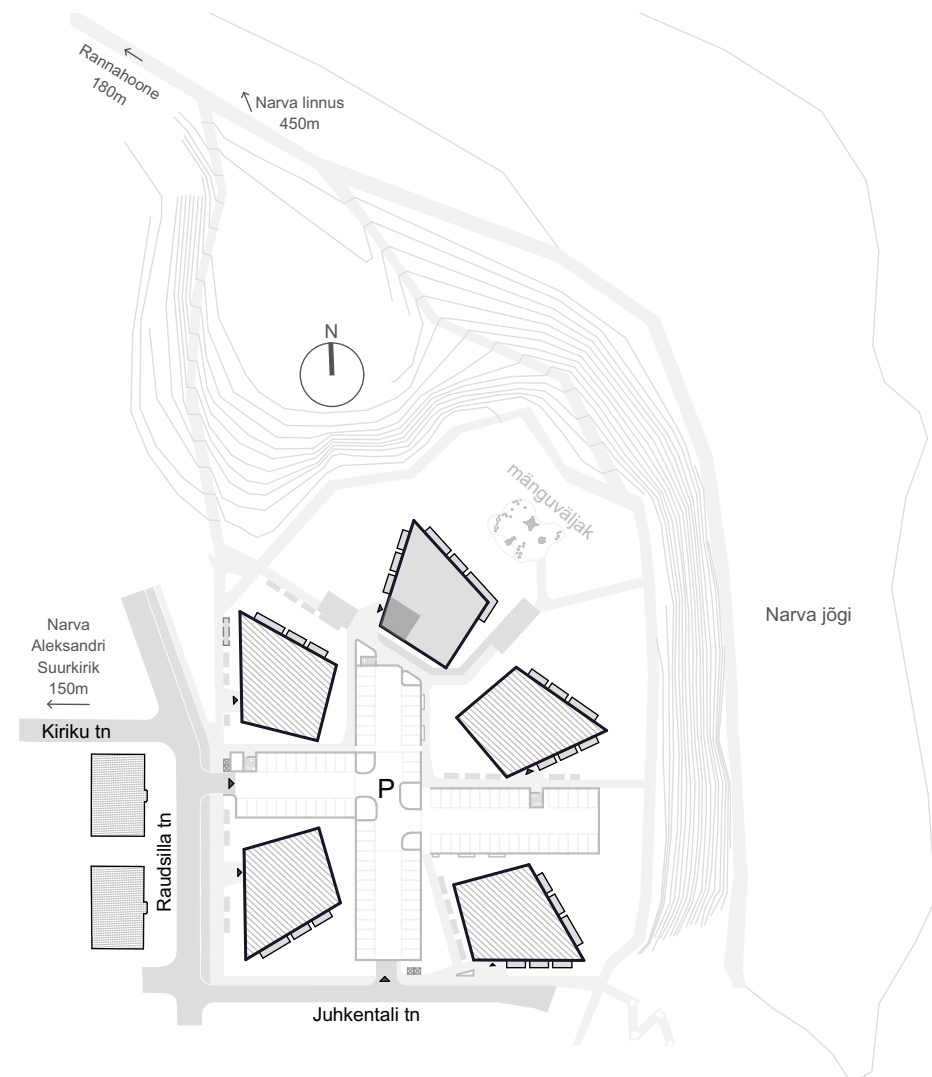 Rannahoone
180m
Narva linnus
450m
N
mänguväljak
Narva
Aleksandri
Suurkirik
150m
Narva jõgi
Kiriku tn
P
Raudsilla tn
Juhkentali tn